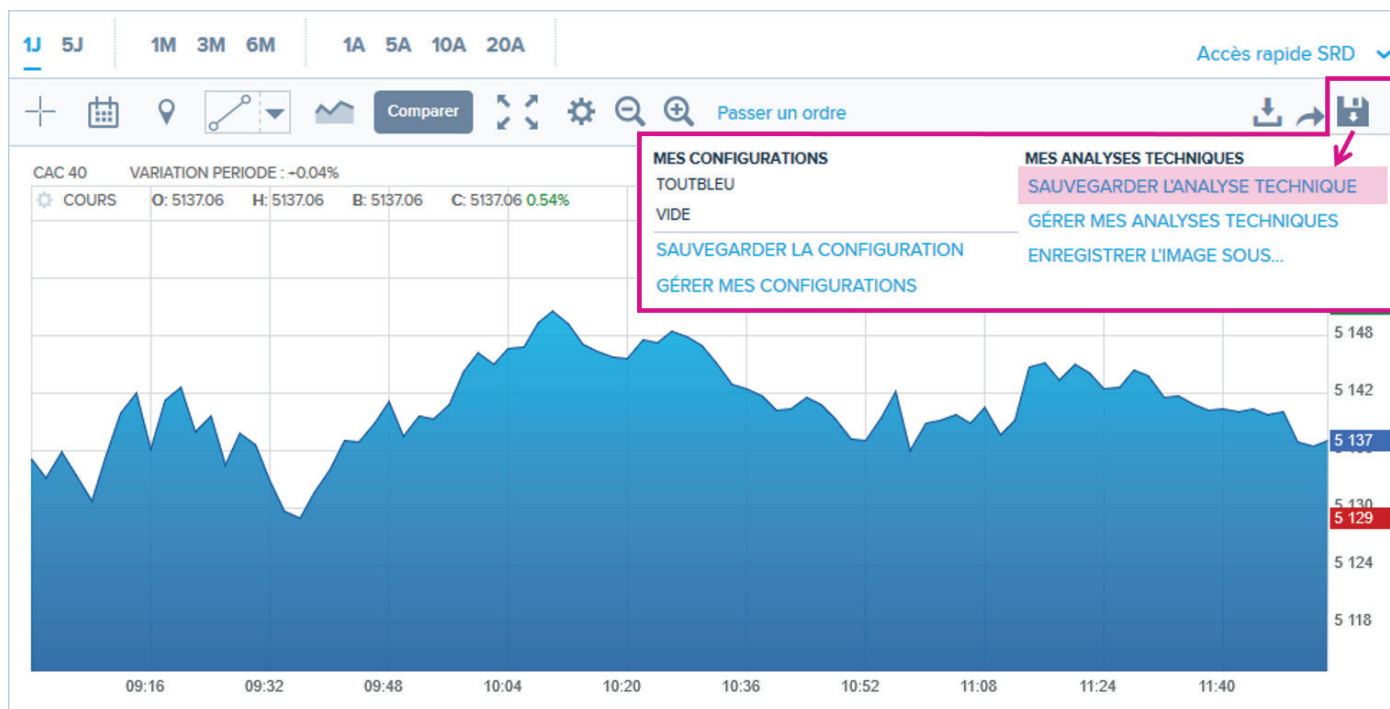 1J 5J 1M 3M 6M 1A 5A 10A 20A
Accès rapide SRD
Comparer
Passer un ordre
MES CONFIGURATIONS
TOUTBLEU
VIDE
SAUVEGARDER LA CONFIGURATION
GÉRER MES CONFIGURATIONS
MES ANALYSES TECHNIQUES
SAUVEGARDER L'ANALYSE TECHNIQUE
GÉRER MES ANALYSES TECHNIQUES
ENREGISTRER L'IMAGE SOUS...
CAC 40 VARIATION PERIODE : -0.04%
COURS O: 5137.06 H: 5137.06 B: 5137.06 C: 5137.06 0.54%
5 148
5 142
5 137
5 130
5 129
5 124
5 118
09:16 09:32 09:48 10:04 10:20 10:36 10:52 11:08 11:24 11:40